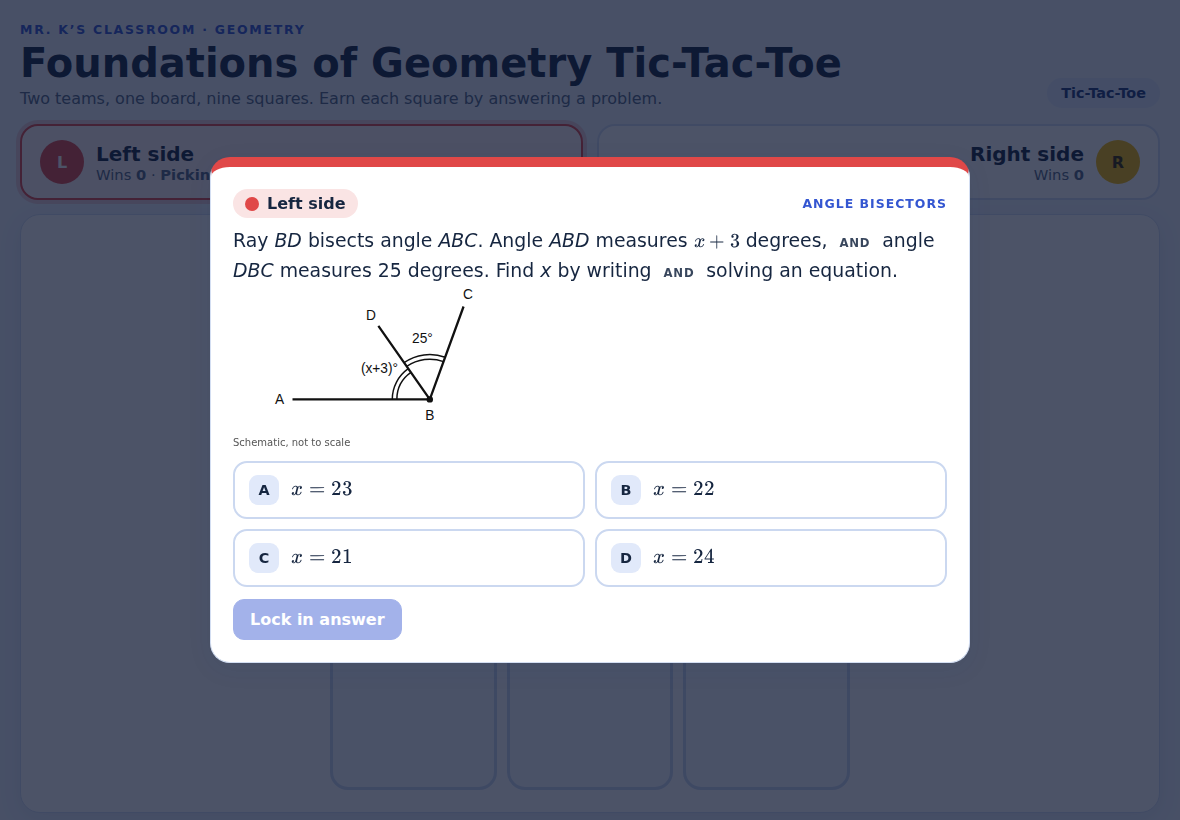 MR. K'S CLASSROOM · GEOMETRY
Foundations of Geometry Tic-Tac-Toe
Two teams, one board, nine squares. Earn each square by answering a problem.
Tic-Tac-Toe
L
Left side
Wins 0 · Pickin
Right side
Wins 0
R
Left side
ANGLE BISECTORS
Ray BD bisects angle ABC. Angle ABD measures x + 3 degrees, AND angle
DBC measures 25 degrees. Find x by writing AND solving an equation.
C
D
25°
(x+3)°
A
B
Schematic, not to scale
A x = 23
B x = 22
C x = 21
D x = 24
Lock in answer